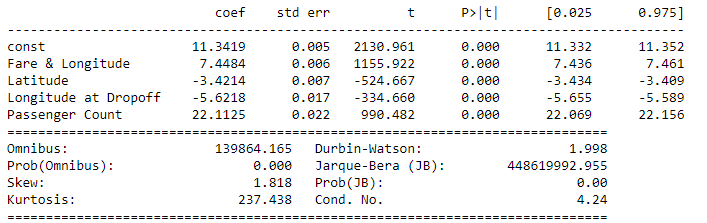 coef std err t P>|t| [0.025 0.975]
-----------------------------------------------------------------------------------
const 11.3419 0.005 2130.961 0.000 11.332 11.352
Fare & Longitude 7.4484 0.006 1155.922 0.000 7.436 7.461
Latitude -3.4214 0.007 -524.667 0.000 -3.434 -3.409
Longitude at Dropoff -5.6218 0.017 -334.660 0.000 -5.655 -5.589
Passenger Count 22.1125 0.022 990.482 0.000 22.069 22.156
==============================================================================
Omnibus: 139864.165 Durbin-Watson: 1.998
Prob(Omnibus): 0.000 Jarque-Bera (JB): 448619992.955
Skew: 1.818 Prob(JB): 0.00
Kurtosis: 237.438 Cond. No. 4.24
==============================================================================